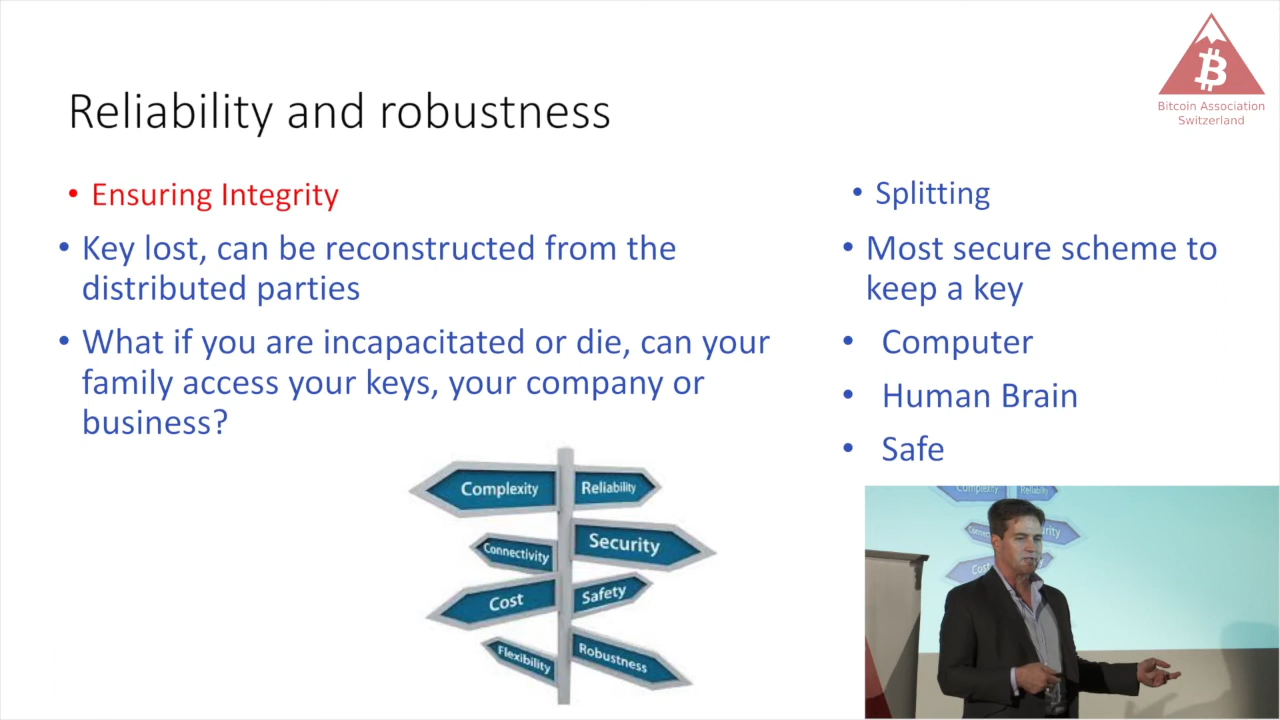 Bitcoin Association
Switzerland
Reliability and robustness
• Ensuring Integrity
• Key lost, can be reconstructed from the
distributed parties
• What if you are incapacitated or die, can your
family access your keys, your company or
business?
• Splitting
• Most secure scheme to
keep a key
• Computer
• Human Brain
• Safe
Complexity
Reliability
Connectivity
Security
Cost
Safety
Flexibility
Robustness